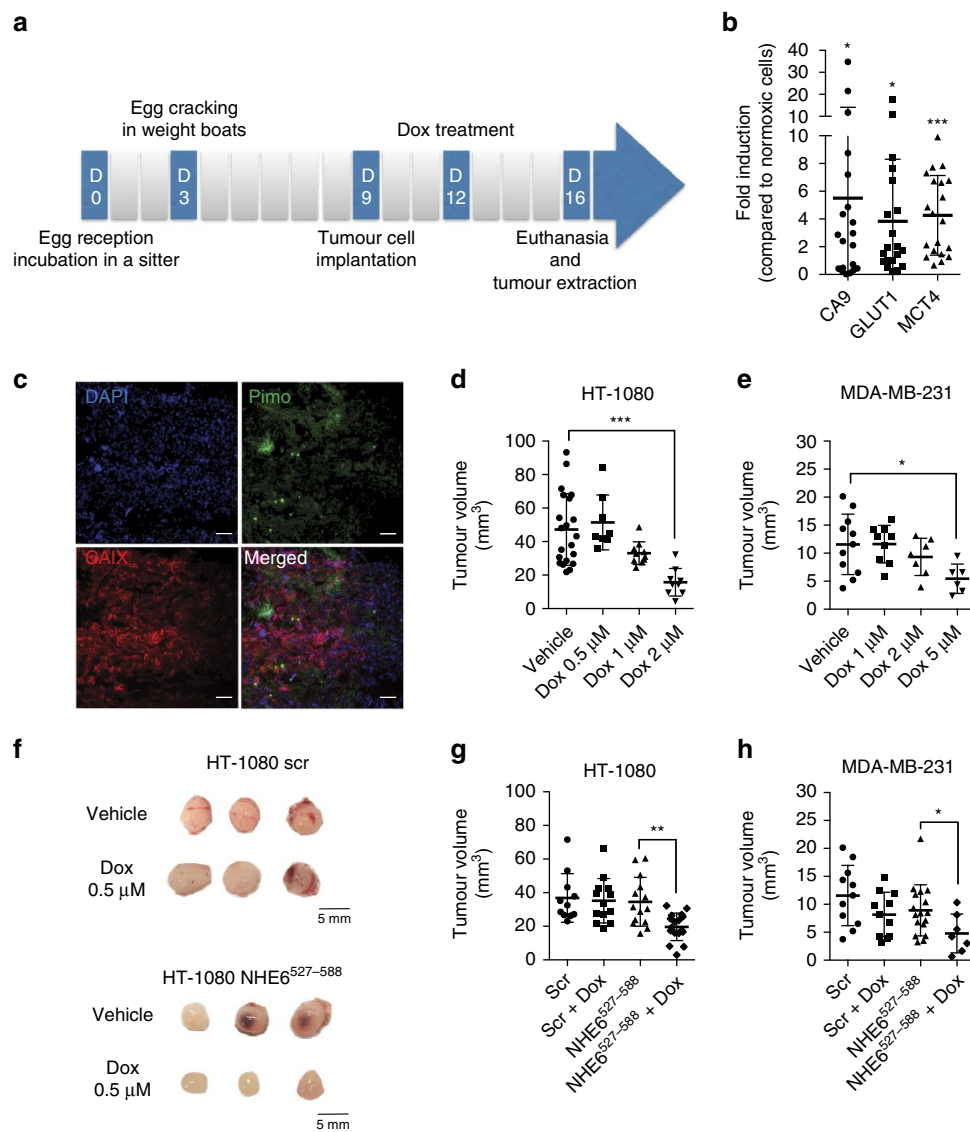 a
Egg cracking
in weight boats
Dox treatment
D
0
D
3
D
9
D
12
D
16
Egg reception
incubation in a sitter
Tumour cell
implantation
Euthanasia
and
tumour extraction
b
Fold induction
(compared to normoxic cells)
40
30
20
10
10
8
6
4
2
0
*
*
***
CA9
GLUT1
MCT4
c
DAPI
Pimo
CAIX
Merged
d
HT-1080
***
Tumour volume
(mm³)
100
80
60
40
20
0
Vehicle
Dox 0.5 µM
Dox 1 µM
Dox 2 µM
e
MDA-MB-231
*
Tumour volume
(mm³)
30
25
20
15
10
5
0
Vehicle
Dox 1 µM
Dox 2 µM
Dox 5 µM
f
HT-1080 scr
Vehicle
Dox
0.5 µM
5 mm
HT-1080 NHE6⁵²⁷⁻⁵⁸⁸
Vehicle
Dox
0.5 µM
5 mm
g
HT-1080
**
Tumour volume
(mm³)
100
80
60
40
20
0
Scr
Scr + Dox
NHE6⁵²⁷⁻⁵⁸⁸
NHE6⁵²⁷⁻⁵⁸⁸ + Dox
h
MDA-MB-231
*
Tumour volume
(mm³)
30
25
20
15
10
5
0
Scr
Scr + Dox
NHE6⁵²⁷⁻⁵⁸⁸
NHE6⁵²⁷⁻⁵⁸⁸ + Dox